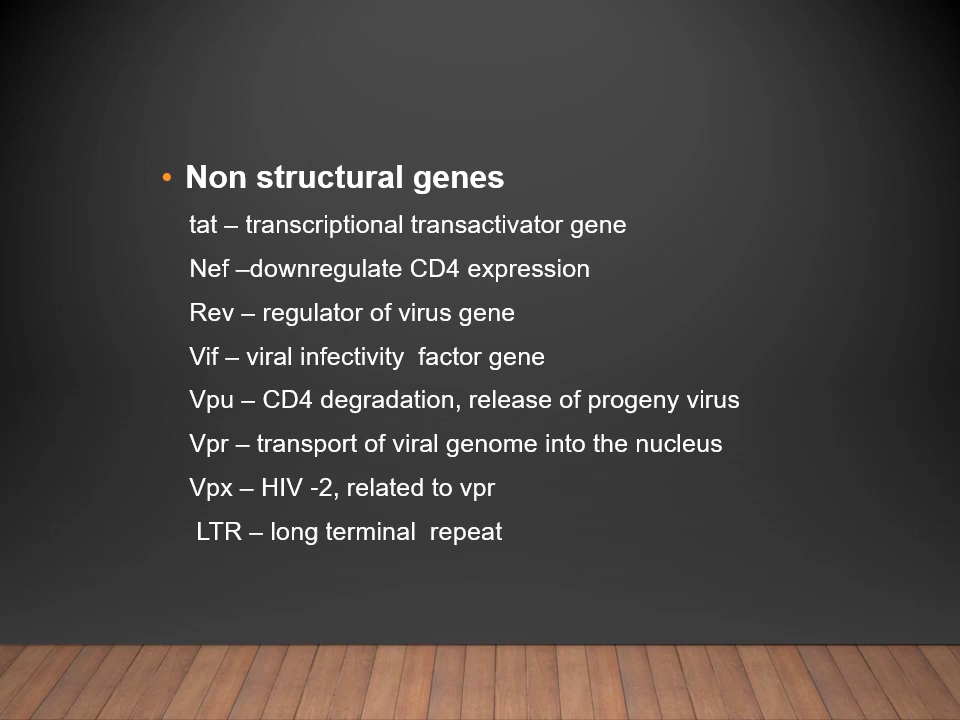 • Non structural genes
tat – transcriptional transactivator gene
Nef –downregulate CD4 expression
Rev – regulator of virus gene
Vif – viral infectivity  factor gene
Vpu – CD4 degradation, release of progeny virus
Vpr – transport of viral genome into the nucleus
Vpx – HIV -2, related to vpr
LTR – long terminal  repeat